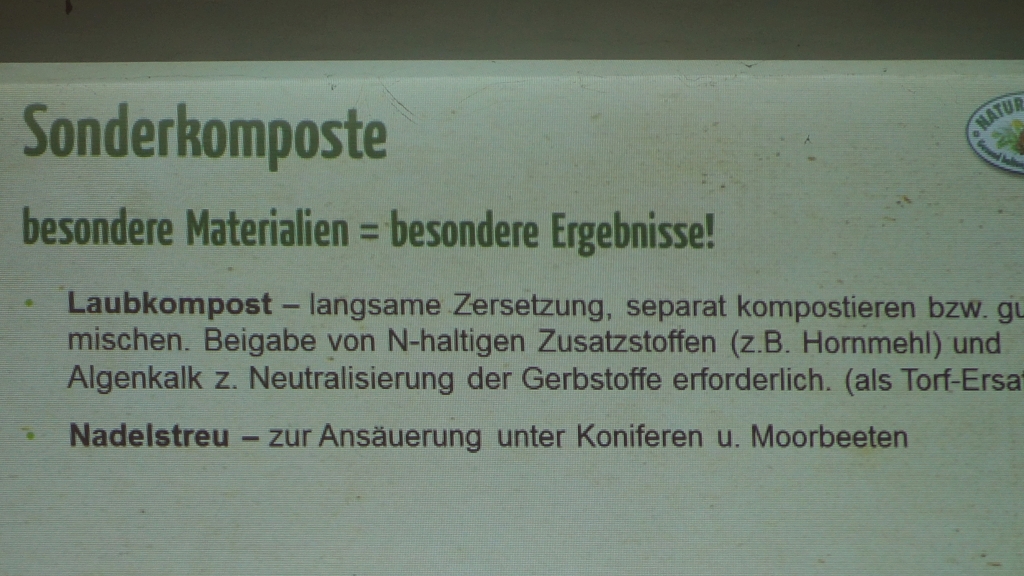 Sonderkomposte
NATUR
besondere Materialien = besondere Ergebnisse!
• Laubkompost – langsame Zersetzung, separat kompostieren bzw.
mischen. Beigabe von N-haltigen Zusatzstoffen (z.B. Hornmehl) und
Algenkalk z. Neutralisierung der Gerbstoffe erforderlich. (als
• Nadelstreu – zur Ansäuerung unter Koniferen u. Moorbeeten